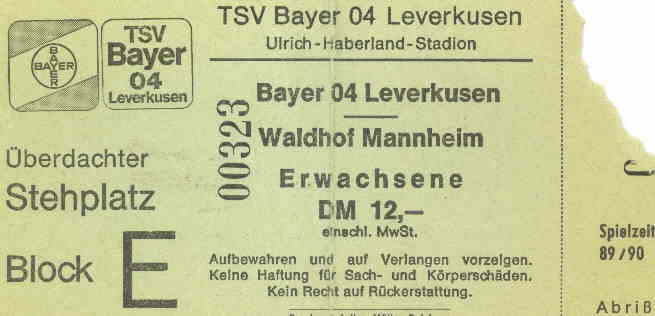 BAYER
BAYER
TSV
Bayer
04
Leverkusen
TSV Bayer 04 Leverkusen
Ulrich-Haberland-Stadion
00323
Bayer 04 Leverkusen
Waldhof Mannheim
Erwachsene
DM 12,—
einschl. MwSt.
Überdachter
Stehplatz
Block E
Aufbewahren und auf Verlangen vorzeigen.
Keine Haftung für Sach- und Körperschäden.
Kein Recht auf Rückerstattung.
Spielzeit
89/90
Abriß